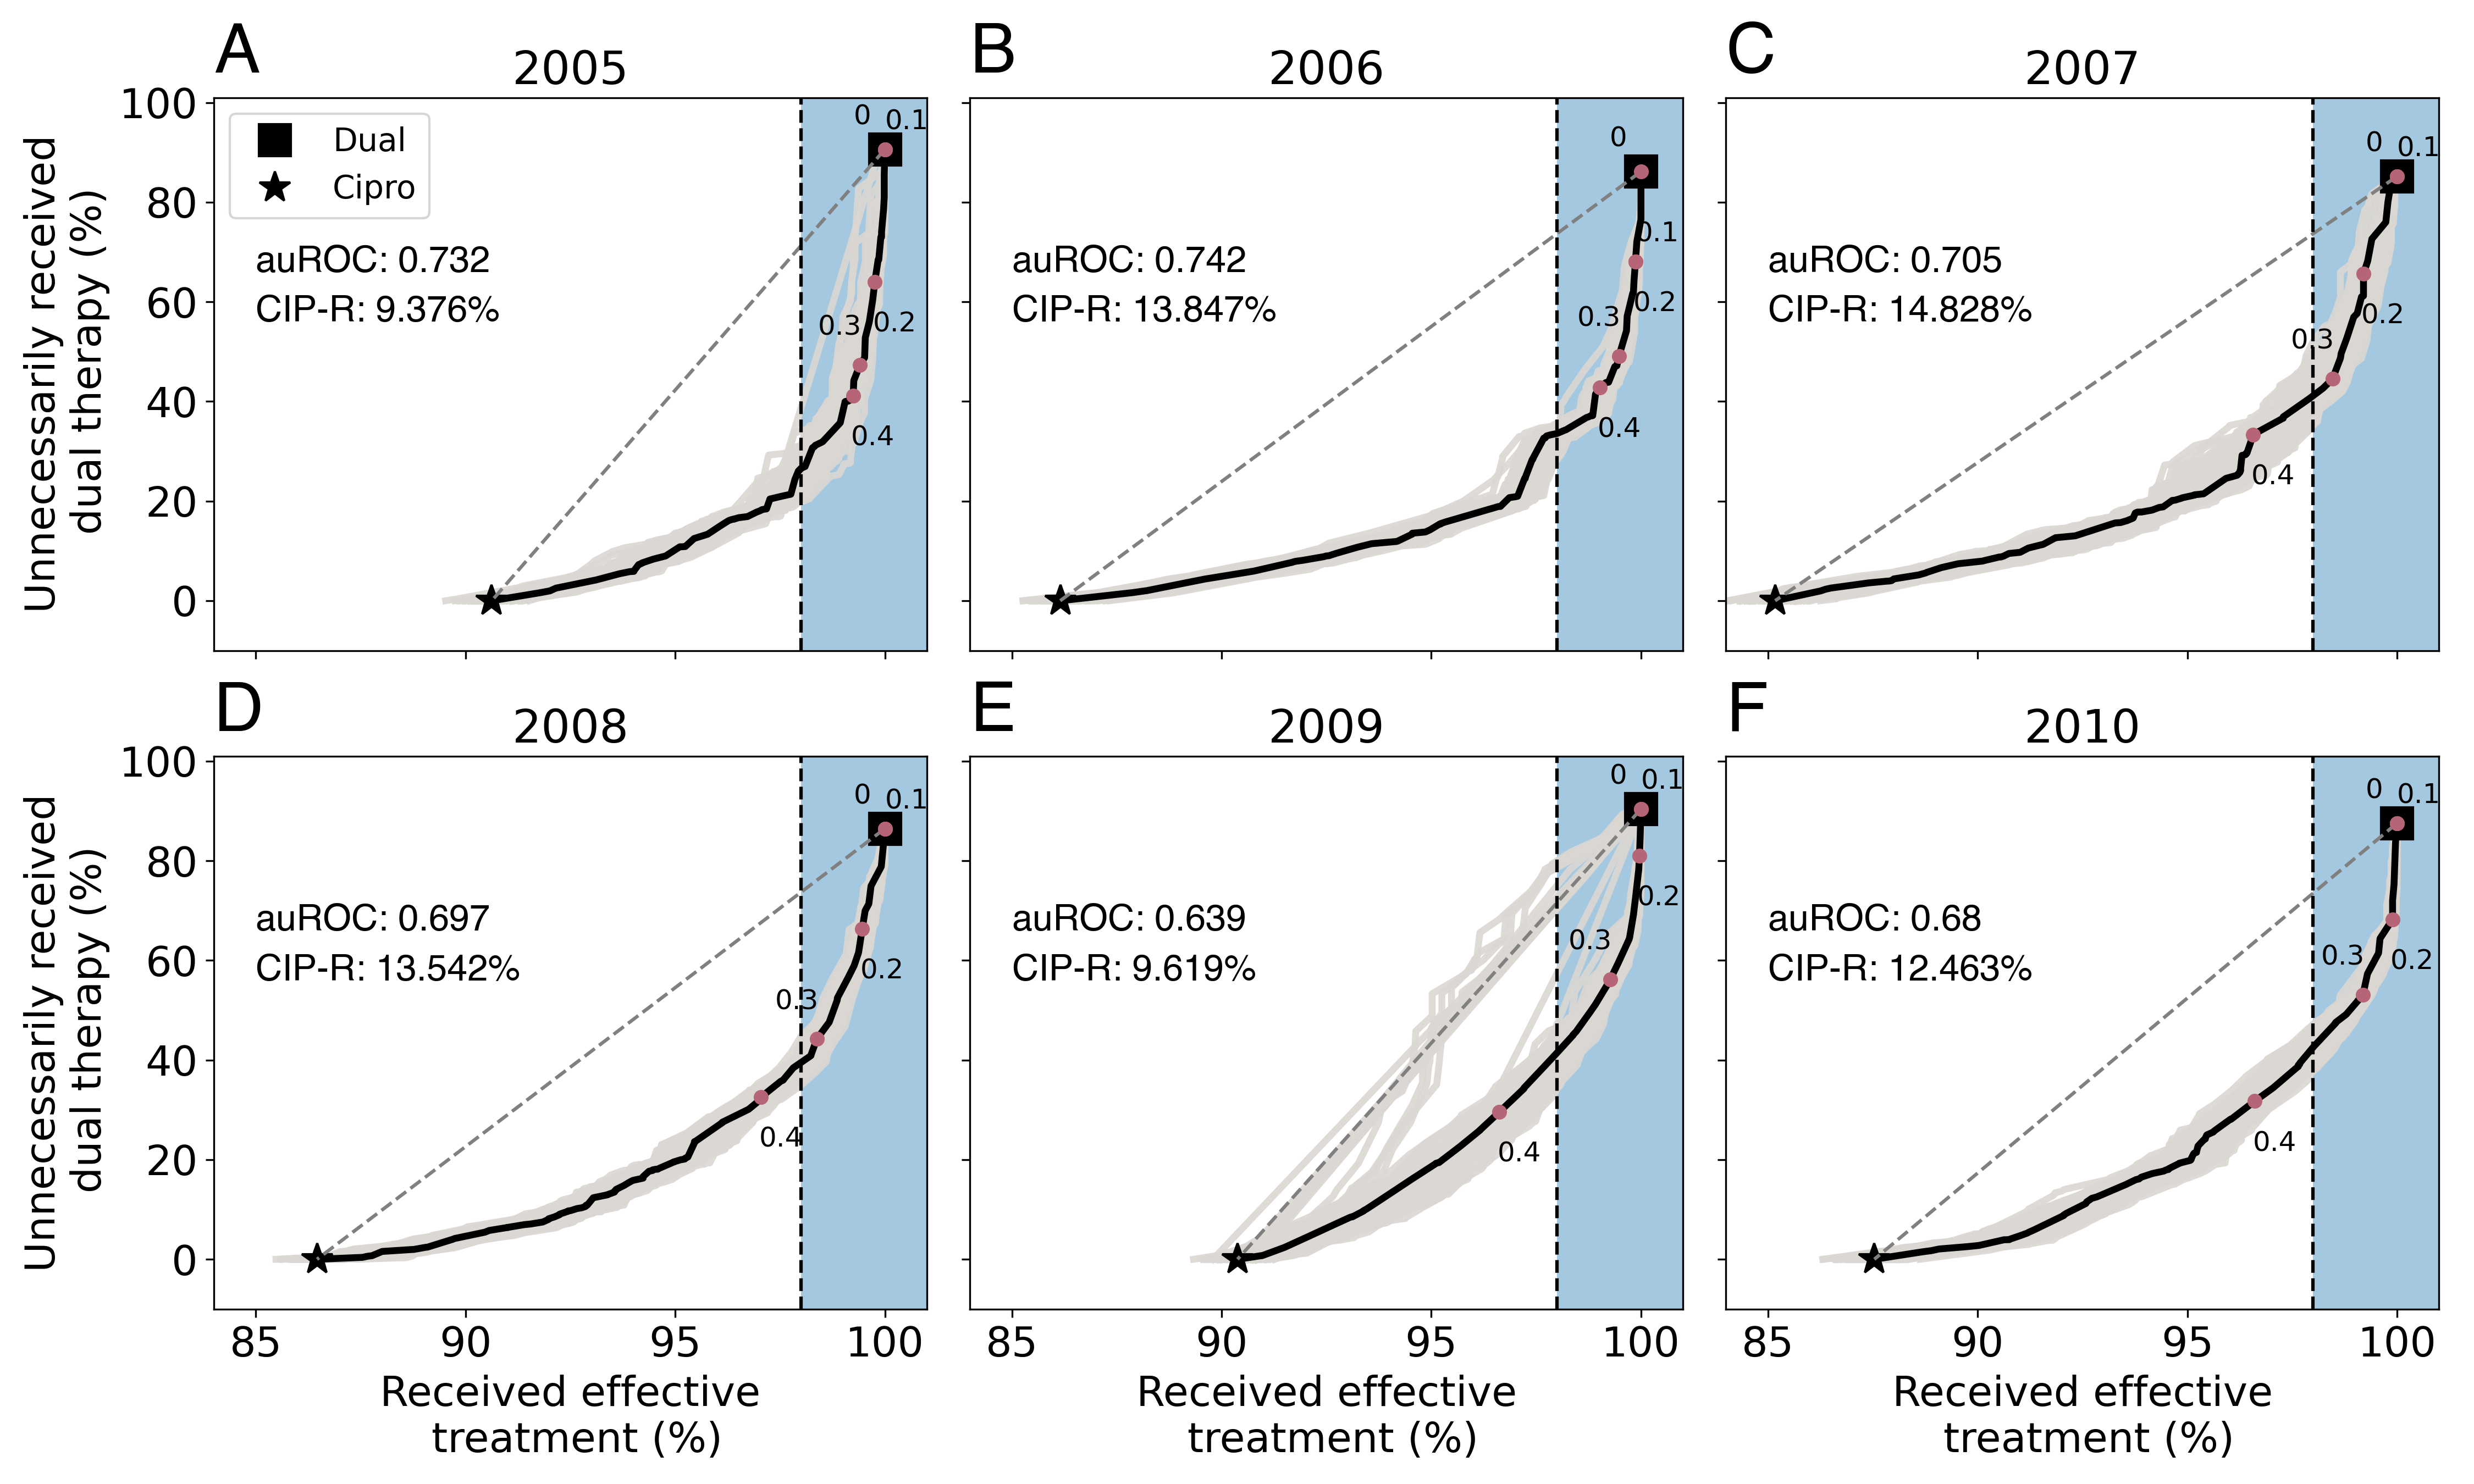 A
2005
B
2006
C
2007
Unnecessarily received
dual therapy (%)
100
80
60
40
20
0
Dual
Cipro
auROC: 0.732
CIP-R: 9.376%
0
0.1
0.2
0.3
0.4
auROC: 0.742
CIP-R: 13.847%
0
0.1
0.2
0.3
0.4
auROC: 0.705
CIP-R: 14.828%
0
0.1
0.2
0.3
0.4
D
2008
E
2009
F
2010
Unnecessarily received
dual therapy (%)
100
80
60
40
20
0
auROC: 0.697
CIP-R: 13.542%
0
0.1
0.2
0.3
0.4
auROC: 0.639
CIP-R: 9.619%
0
0.1
0.2
0.3
0.4
auROC: 0.68
CIP-R: 12.463%
0
0.1
0.2
0.3
0.4
85 90 95 100
85 90 95 100
85 90 95 100
Received effective
treatment (%)
Received effective
treatment (%)
Received effective
treatment (%)